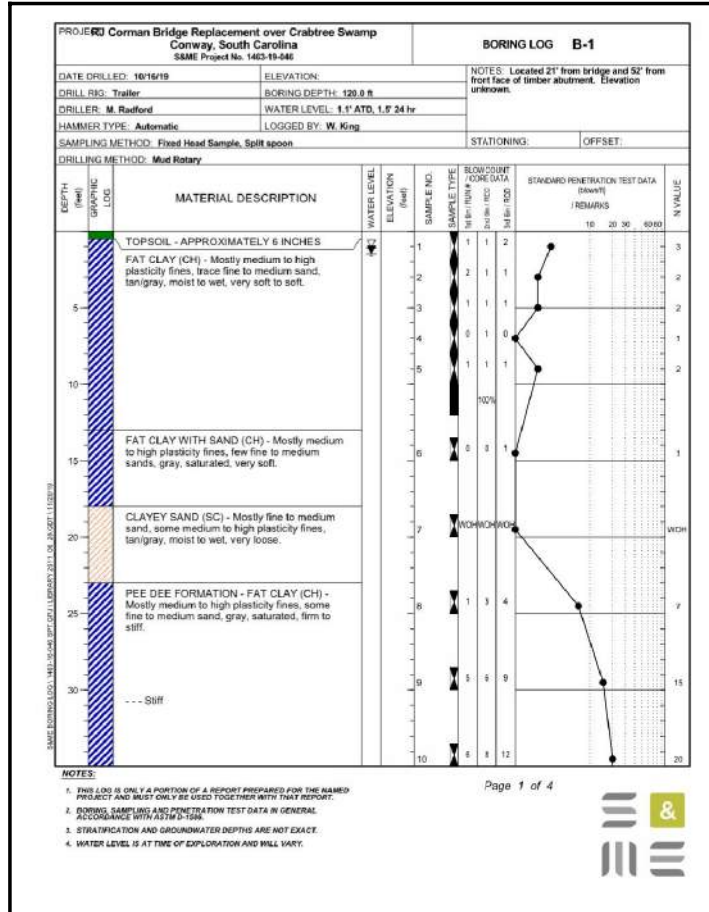 PROJECT: RJ Corman Bridge Replacement over Crabtree Swamp
Conway, South Carolina
S&ME Project No. 1463-19-046
BORING LOG B-1
DATE DRILLED: 10/16/19
ELEVATION:
NOTES: Located 21' from bridge and 52' from
front face of timber abutment. Elevation
unknown.
DRILL RIG: Trailer
BORING DEPTH: 120.0 ft
DRILLER: M. Radford
WATER LEVEL: 1.1' ATD, 1.5' 24 hr
HAMMER TYPE: Automatic
LOGGED BY: W. King
SAMPLING METHOD: Fixed Head Sample, Split spoon
STATIONING:
OFFSET:
DRILLING METHOD: Mud Rotary
DEPTH
(feet)
GRAPHIC
LOG
MATERIAL DESCRIPTION
WATER LEVEL
ELEVATION
(feet)
SAMPLE NO.
SAMPLE TYPE
BLOW COUNT
/ CORE DATA
1st 6in / RUN #
2nd 6in / REC
3rd 6in / RQD
STANDARD PENETRATION TEST DATA
(blows/ft)
/ REMARKS
10 20 30 60 80
N VALUE
TOPSOIL - APPROXIMATELY 6 INCHES
1 1 1 2 3
FAT CLAY (CH) - Mostly medium to high
plasticity fines, trace fine to medium sand,
tan/gray, moist to wet, very soft to soft.
2 2 1 1 2
5
3 1 1 1 2
4 0 1 0 1
5 1 1 1 2
10
100%
FAT CLAY WITH SAND (CH) - Mostly medium
to high plasticity fines, few fine to medium
sands, gray, saturated, very soft.
6 0 0 1 1
15
CLAYEY SAND (SC) - Mostly fine to medium
sand, some medium to high plasticity fines,
tan/gray, moist to wet, very loose.
7 WOH WOH WOH WOH
20
PEE DEE FORMATION - FAT CLAY (CH) -
Mostly medium to high plasticity fines, some
fine to medium sand, gray, saturated, firm to
stiff.
8 1 3 4 7
25
9 5 6 9 15
30
- - - Stiff
10 6 8 12 20
NOTES:
1. THIS LOG IS ONLY A PORTION OF A REPORT PREPARED FOR THE NAMED
PROJECT AND MUST ONLY BE USED TOGETHER WITH THAT REPORT.
2. BORING, SAMPLING AND PENETRATION TEST DATA IN GENERAL
ACCORDANCE WITH ASTM D-1586.
3. STRATIFICATION AND GROUNDWATER DEPTHS ARE NOT EXACT.
4. WATER LEVEL IS AT TIME OF EXPLORATION AND WILL VARY.
Page 1 of 4
S &
ME